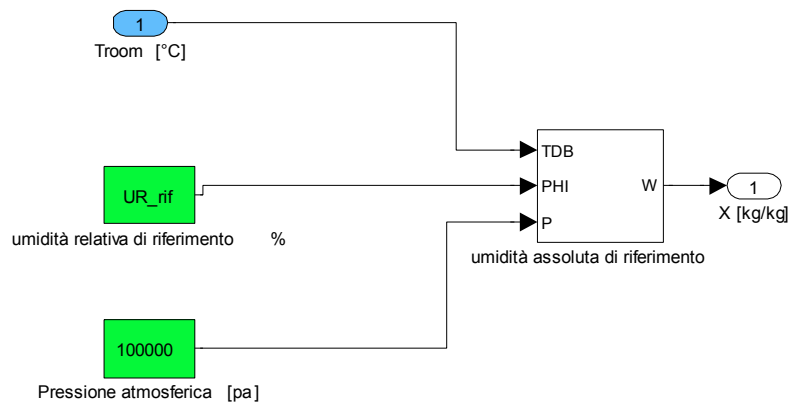 1
Troom [°C]
TDB
UR_rif
PHI
W
1
P
X [kg/kg]
umidità relativa di riferimento %
umidità assoluta di riferimento
100000
Pressione atmosferica [pa]